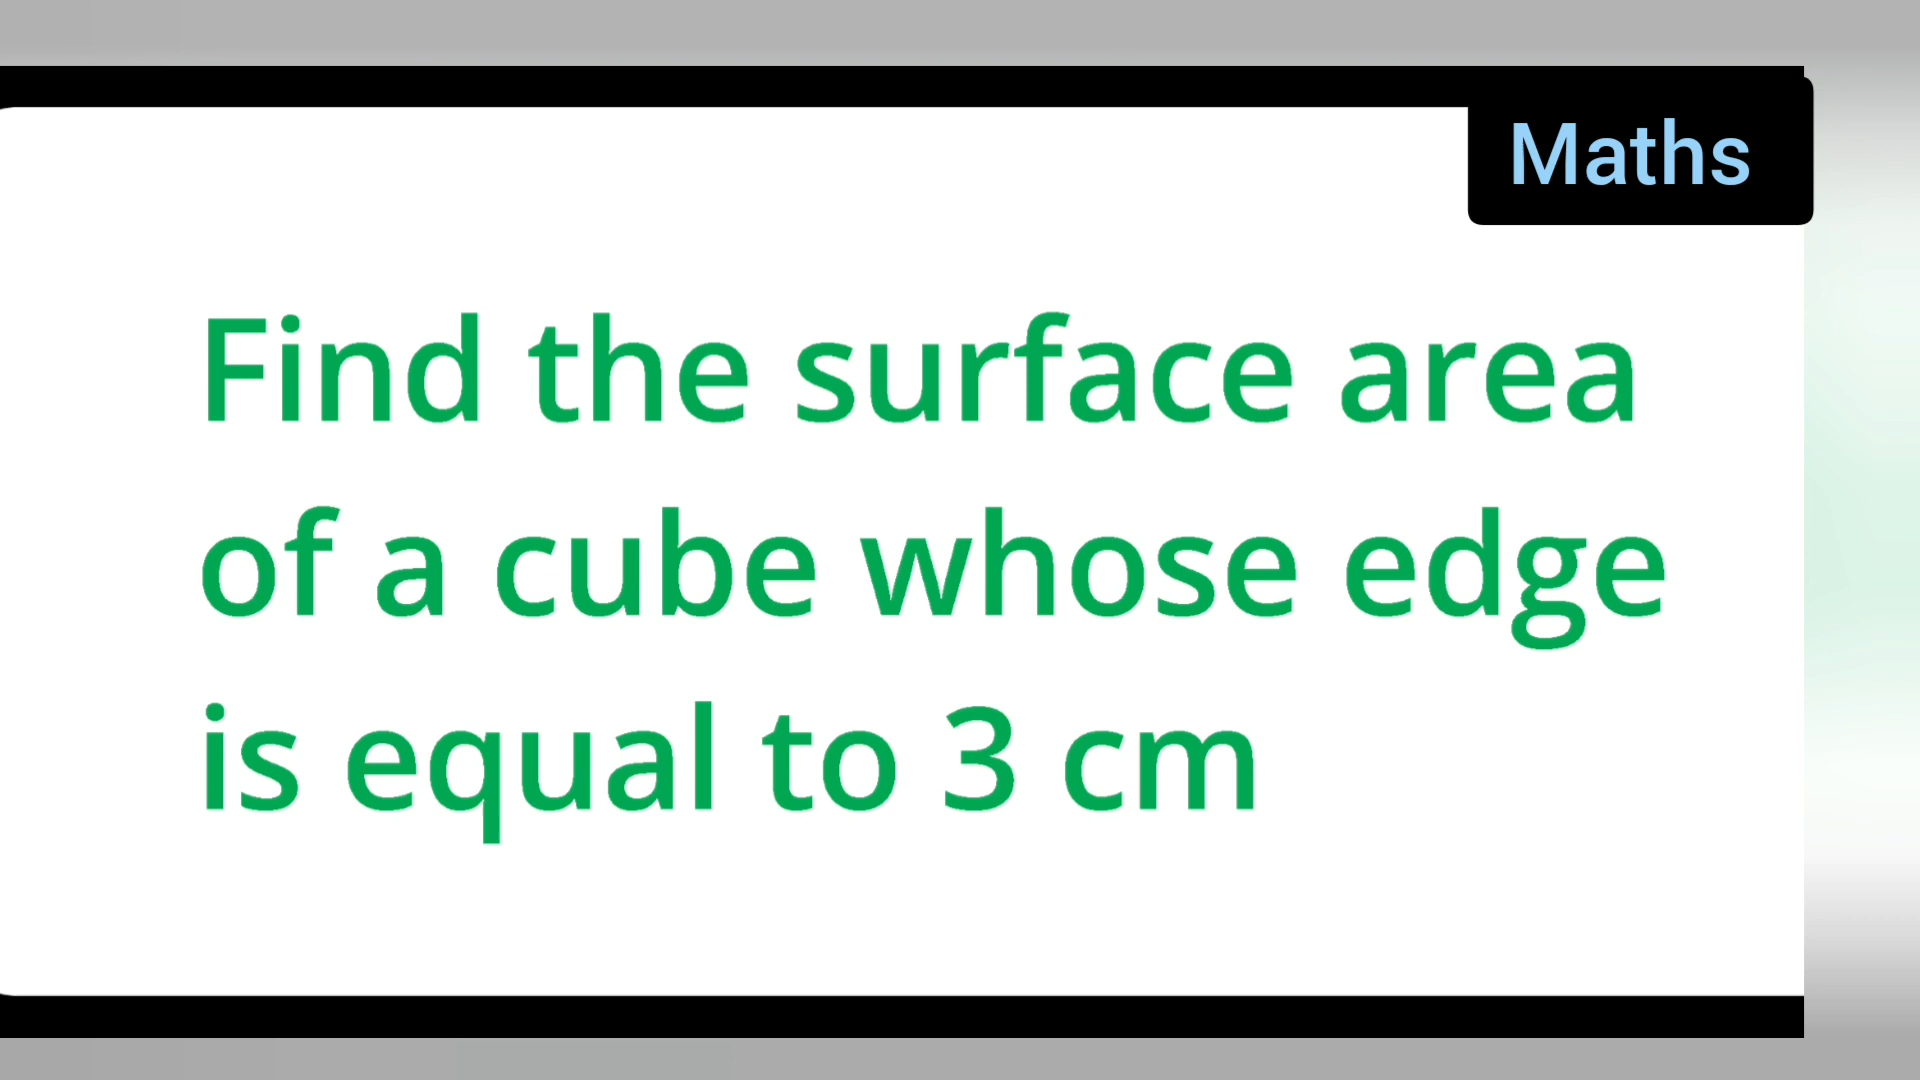 Maths
Find the surface area
of a cube whose edge
is equal to 3 cm